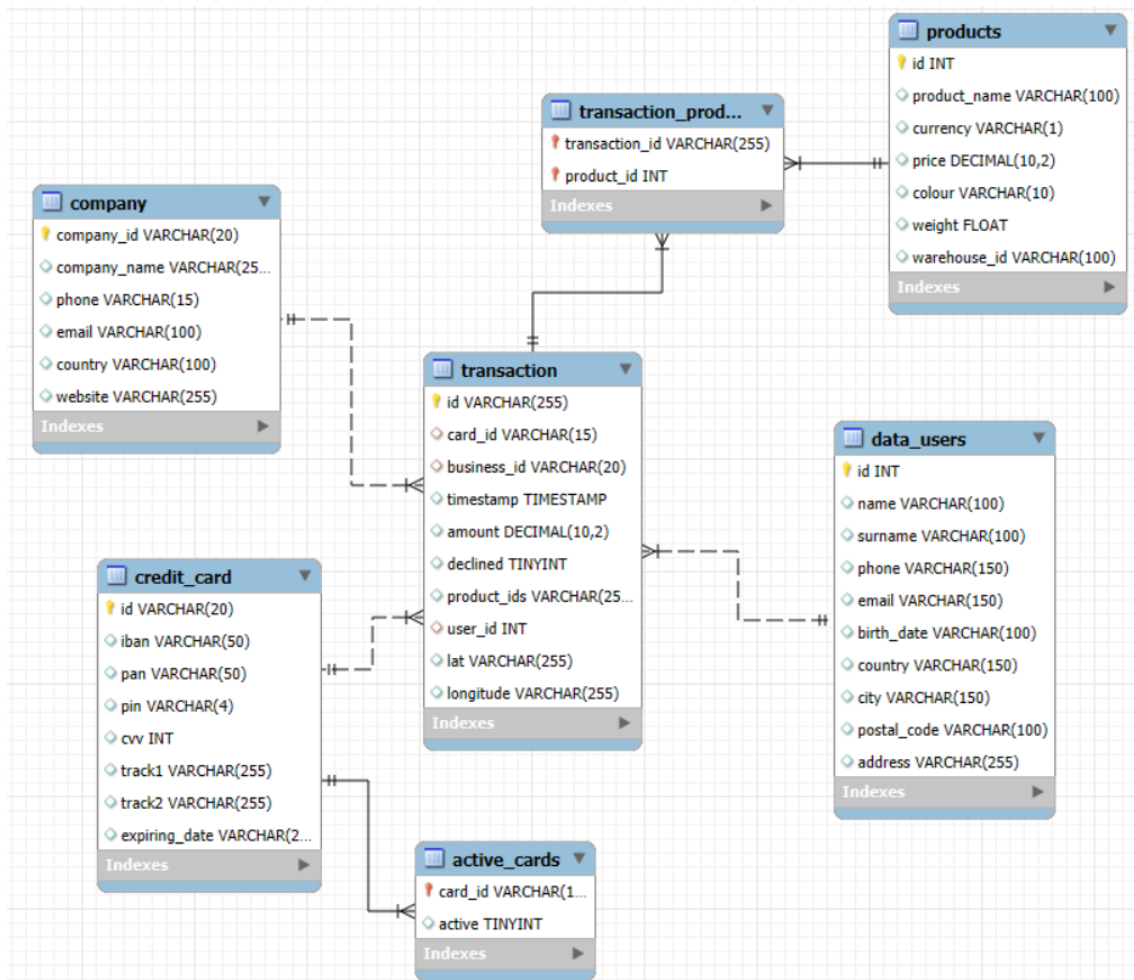 products
id INT
product_name VARCHAR(100)
currency VARCHAR(1)
price DECIMAL(10,2)
colour VARCHAR(10)
weight FLOAT
warehouse_id VARCHAR(100)
Indexes
transaction_prod...
transaction_id VARCHAR(255)
product_id INT
Indexes
company
company_id VARCHAR(20)
company_name VARCHAR(25...
phone VARCHAR(15)
email VARCHAR(100)
country VARCHAR(100)
website VARCHAR(255)
Indexes
transaction
id VARCHAR(255)
card_id VARCHAR(15)
business_id VARCHAR(20)
timestamp TIMESTAMP
amount DECIMAL(10,2)
declined TINYINT
product_ids VARCHAR(25...
user_id INT
lat VARCHAR(255)
longitude VARCHAR(255)
Indexes
data_users
id INT
name VARCHAR(100)
surname VARCHAR(100)
phone VARCHAR(150)
email VARCHAR(150)
birth_date VARCHAR(100)
country VARCHAR(150)
city VARCHAR(150)
postal_code VARCHAR(100)
address VARCHAR(255)
Indexes
credit_card
id VARCHAR(20)
iban VARCHAR(50)
pan VARCHAR(50)
pin VARCHAR(4)
cvv INT
track1 VARCHAR(255)
track2 VARCHAR(255)
expiring_date VARCHAR(2...
Indexes
active_cards
card_id VARCHAR(1...
active TINYINT
Indexes